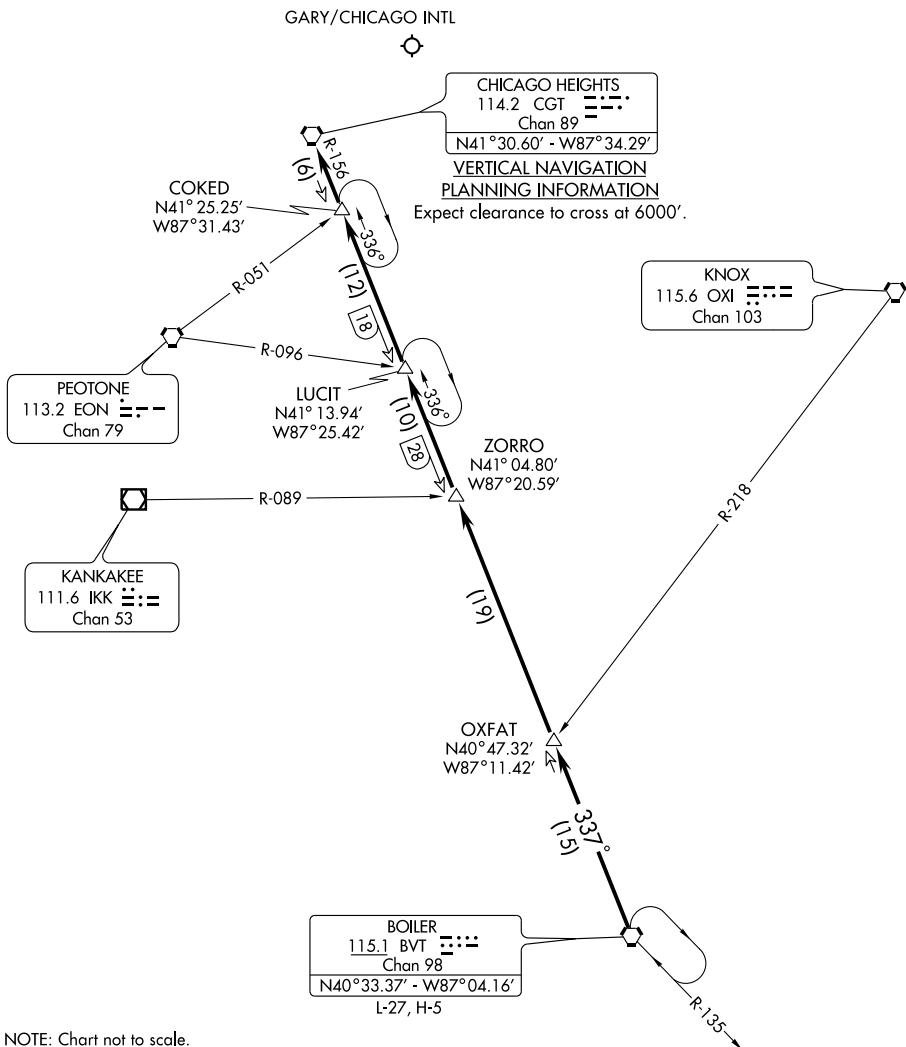 GARY/CHICAGO INTL
CHICAGO HEIGHTS
114.2 CGT
Chan 89
N41°30.60' - W87°34.29'
VERTICAL NAVIGATION
PLANNING INFORMATION
Expect clearance to cross at 6000'.
R-156
(6)
COKED
N41° 25.25'
W87°31.43'
336°
R-051
(12)
18
KNOX
115.6 OXI
Chan 103
R-096
PEOTONE
113.2 EON
Chan 79
LUCIT
N41° 13.94'
W87°25.42'
336°
(10)
28
ZORRO
N41° 04.80'
W87°20.59'
R-089
R-218
KANKAKEE
111.6 IKK
Chan 53
(19)
OXFAT
N40°47.32'
W87°11.42'
337°
(15)
BOILER
115.1 BVT
Chan 98
N40°33.37' - W87°04.16'
L-27, H-5
R-135
NOTE: Chart not to scale.